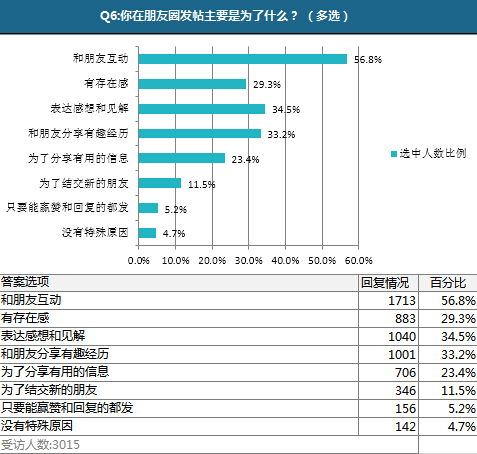 Q6:你在朋友圆发帖主要是为了什么？（多选）
和朋友互动 56.8%
有存在感 29.3%
表达感想和见解 34.5%
和朋友分享有趣经历 33.2%
为了分享有用的信息 23.4%
为了结交新的朋友 11.5%
只要能赢赞和回复的都发 5.2%
没有特殊原因 4.7%
选中人数比例
0.0% 10.0% 20.0% 30.0% 40.0% 50.0% 60.0%
答案选项 回复情况 百分比
和朋友互动 1713 56.8%
有存在感 883 29.3%
表达感想和见解 1040 34.5%
和朋友分享有趣经历 1001 33.2%
为了分享有用的信息 706 23.4%
为了结交新的朋友 346 11.5%
只要能赢赞和回复的都发 156 5.2%
没有特殊原因 142 4.7%
受访人数:3015